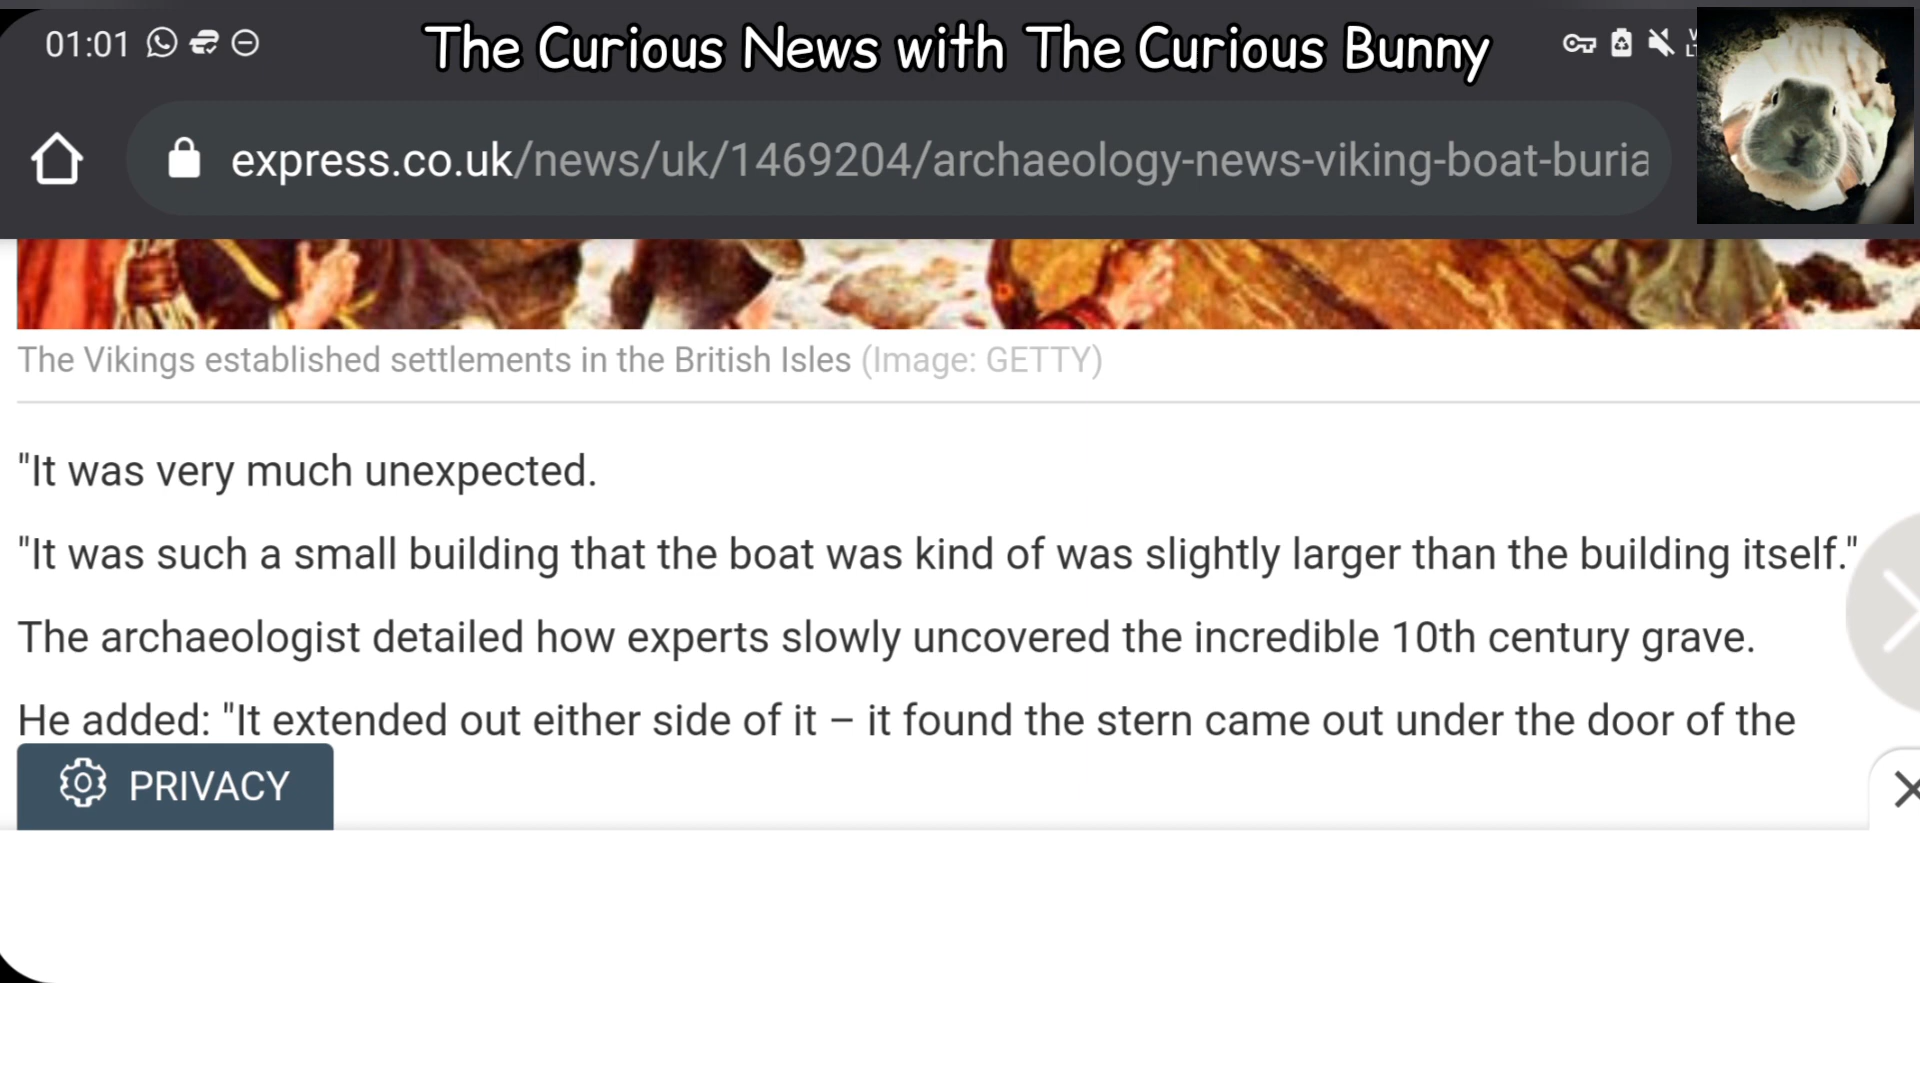 The Curious News with The Curious Bunny
01:01
express.co.uk/news/uk/1469204/archaeology-news-viking-boat-buria
The Vikings established settlements in the British Isles (Image: GETTY)
"It was very much unexpected.
"It was such a small building that the boat was kind of was slightly larger than the building itself."
The archaeologist detailed how experts slowly uncovered the incredible 10th century grave.
He added: "It extended out either side of it – it found the stern came out under the door of the
PRIVACY